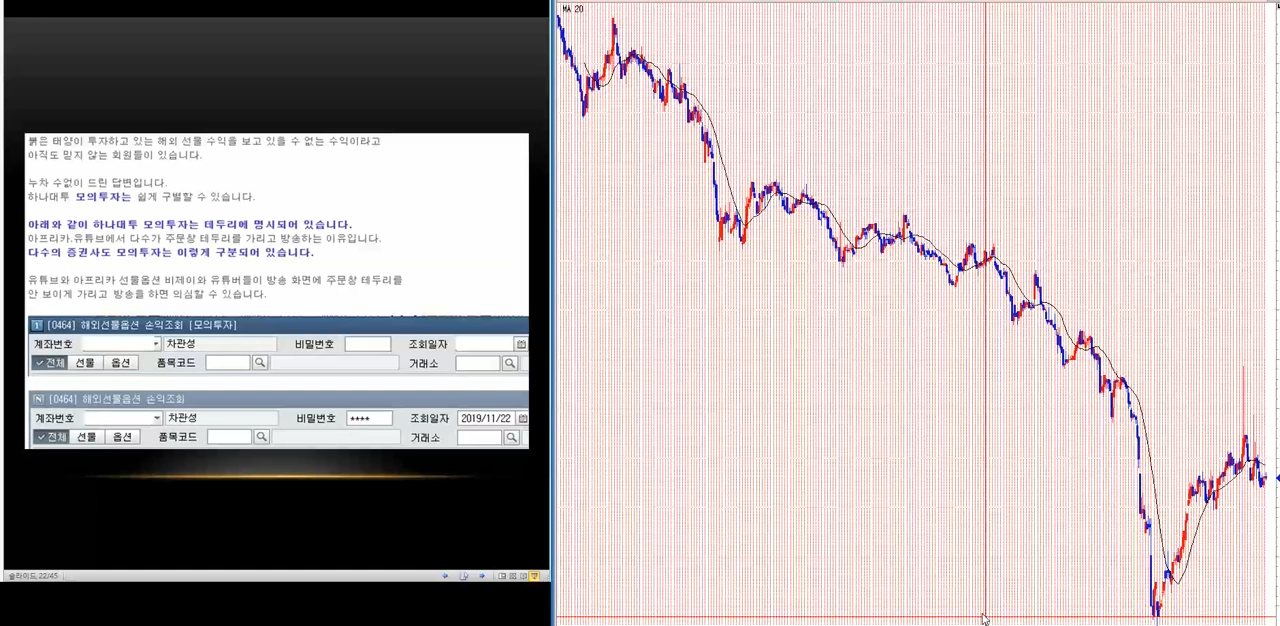 붉은 태양이 투자하고 있는 해외 선물 수익을 보고 있을 수 없는 수익이라고
아직도 믿지 않는 회원들이 있습니다.
누차 수없이 드린 답변입니다.
하나대투 모의투자는 쉽게 구별할 수 있습니다.
아래와 같이 하나대투 모의투자는 테두리에 명시되어 있습니다.
아프리카.유튜브에서 다수가 주문창 테두리를 가리고 방송하는 이유입니다.
다수의 증권사도 모의투자는 이렇게 구분되어 있습니다.
유튜브와 아프리카 선물옵션 비제이와 유튜버들이 방송 화면에 주문창 테두리를
안 보이게 가리고 방송을 하면 의심할 수 있습니다.
[0464] 해외선물옵션 손익조회 [모의투자]
계좌번호 차관성 비밀번호 조회일자
전체 선물 옵션 품목코드 거래소
[0464] 해외선물옵션 손익조회
계좌번호 차관성 비밀번호 **** 조회일자 2019/11/22
전체 선물 옵션 품목코드 거래소
슬라이드 22/45
MA 20